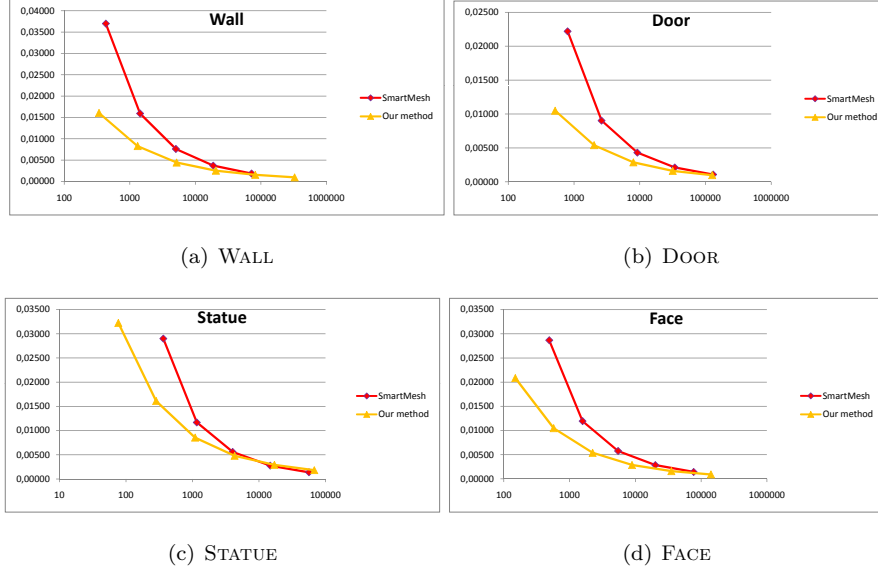 Wall
0,04000
0,03500
0,03000
0,02500
0,02000
0,01500
0,01000
0,00500
0,00000
100 1000 10000 100000 1000000
SmartMesh
Our method
(a) WALL
Door
0,02500
0,02000
0,01500
0,01000
0,00500
0,00000
100 1000 10000 100000 1000000
SmartMesh
Our method
(b) DOOR
Statue
0,03500
0,03000
0,02500
0,02000
0,01500
0,01000
0,00500
0,00000
10 100 1000 10000 100000
SmartMesh
Our method
(c) STATUE
Face
0,03500
0,03000
0,02500
0,02000
0,01500
0,01000
0,00500
0,00000
100 1000 10000 100000 1000000
SmartMesh
Our method
(d) FACE